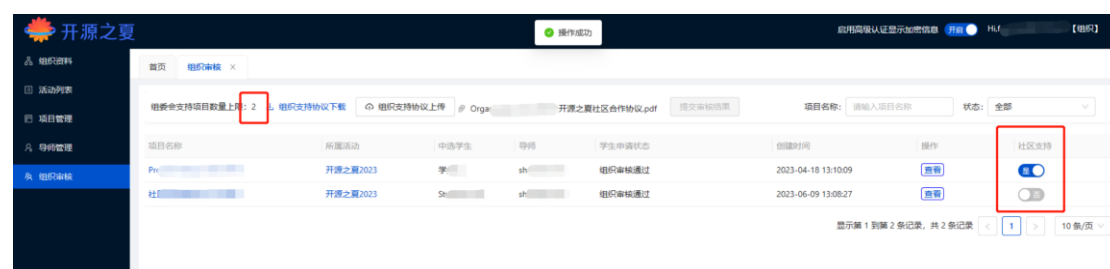 开源之夏
操作成功
启用高级认证显示加密信息 开启 Hi,f 【组织】
组织资料
活动列表
项目管理
导师管理
组织审核
首页 组织审核 ×
组委会支持项目数量上限：2 组织支持协议下载 组织支持协议上传 Orga 开源之夏社区合作协议.pdf 提交审核结果 项目名称： 请输入项目名称 状态： 全部
项目名称 所属活动 中选学生 导师 学生申请状态 创建时间 操作 社区支持
Pr 开源之夏2023 学 sh 组织审核通过 2023-04-18 13:10:09 查看 是
社 开源之夏2023 St sh 组织审核通过 2023-06-09 13:08:27 查看 否
显示第 1 到第 2 条记录，共 2 条记录 < 1 > 10 条/页